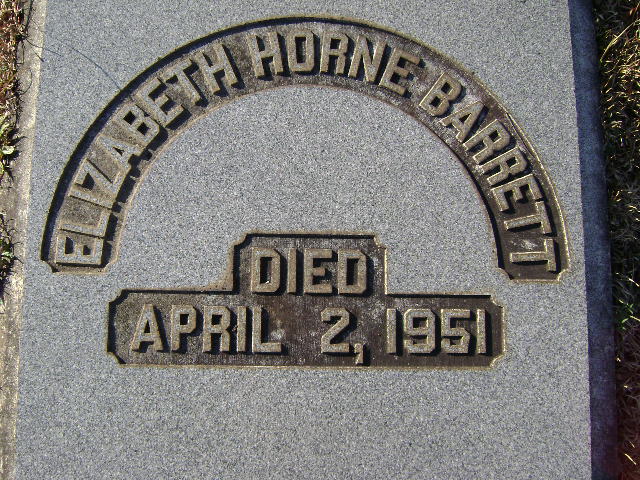 ELIZABETH HORNE BARRETT
DIED
APRIL 2, 1951